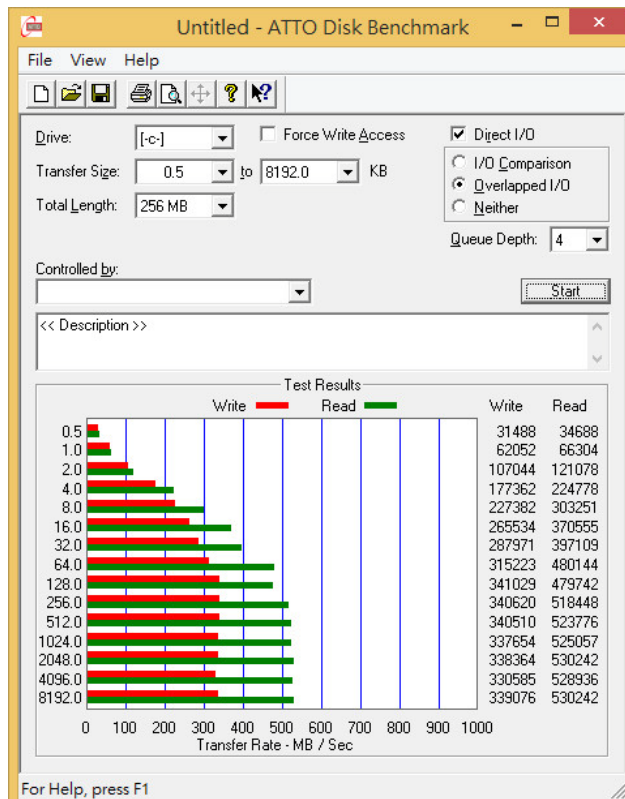 Untitled - ATTO Disk Benchmark
File View Help
Drive: [-c-] Force Write Access Direct I/O
Transfer Size: 0.5 to 8192.0 KB I/O Comparison
Overlapped I/O
Total Length: 256 MB Neither
Queue Depth: 4
Controlled by:
Start
<< Description >>
Test Results
Write Read Write Read
0.5 31488 34688
1.0 62052 66304
2.0 107044 121078
4.0 177362 224778
8.0 227382 303251
16.0 265534 370555
32.0 287971 397109
64.0 315223 480144
128.0 341029 479742
256.0 340620 518448
512.0 340510 523776
1024.0 337654 525057
2048.0 338364 530242
4096.0 330585 528936
8192.0 339076 530242
0 100 200 300 400 500 600 700 800 900 1000
Transfer Rate - MB / Sec
For Help, press F1